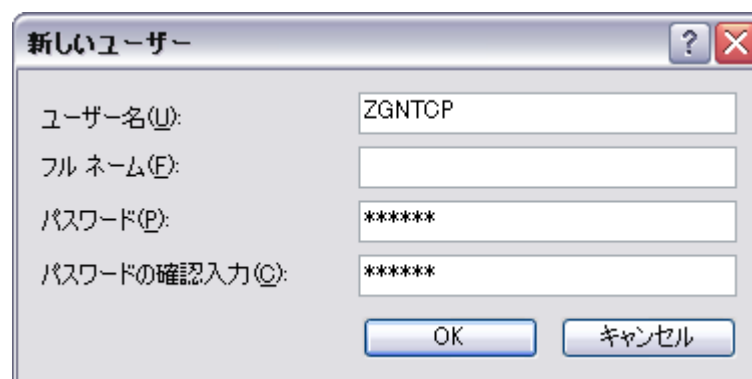 新しいユーザー
ユーザー名(U): ZGNTCP
フル ネーム(F):
パスワード(P): ******
パスワードの確認入力(C): ******
OK キャンセル